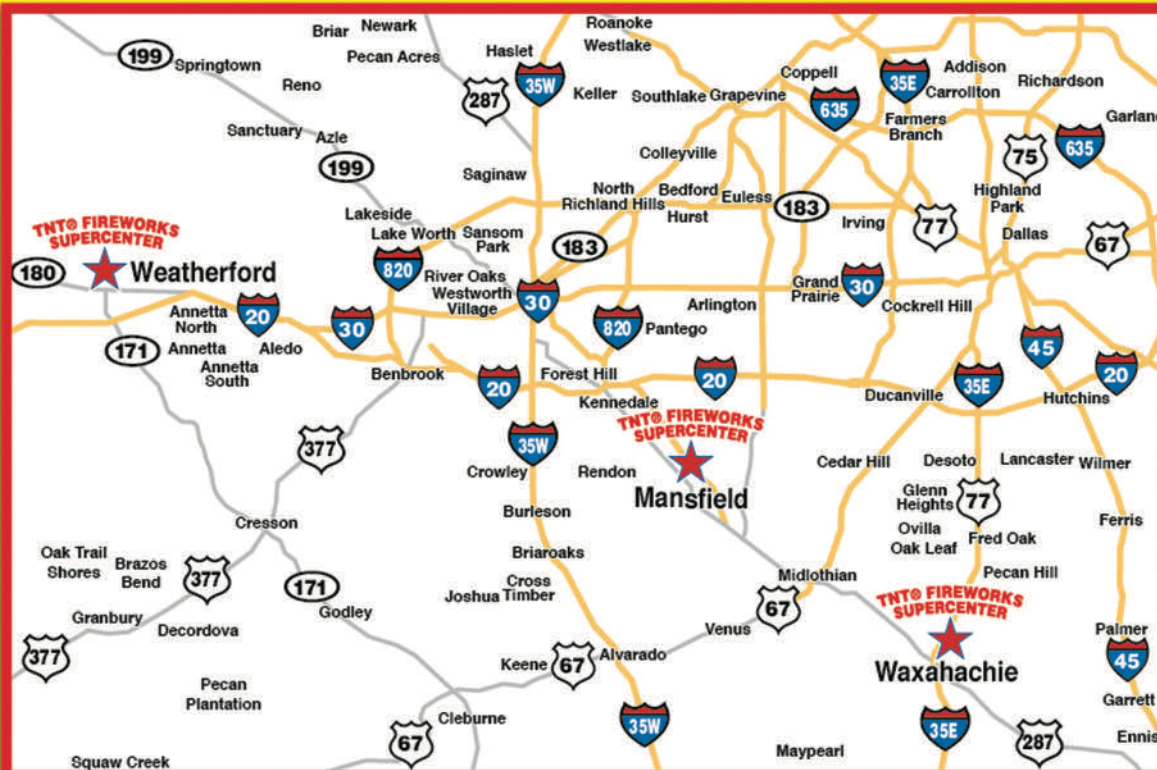 Roanoke
Briar
Newark
Westlake
199
Springtown
Pecan Acres
Haslet
35W
Coppell
35E
Addison
Richardson
Reno
287
Keller
Southlake
Grapevine
635
Carrollton
Farmers
Branch
Garlan
Sanctuary
Azle
199
Colleyville
75
635
Saginaw
North
Richland Hills
Bedford
Euless
Hurst
183
Irving
77
Highland
Park
Dallas
67
Lakeside
Lake Worth
Sansom
Park
183
TNT® FIREWORKS
SUPERCENTER
180
Weatherford
820
River Oaks
Westworth
Village
30
Grand
Prairie
30
Cockrell Hill
Arlington
Annetta
North
20
30
820
Pantego
45
171
Annetta
Aledo
Annetta
South
Benbrook
20
Forest Hill
20
35E
20
Kennedale
Ducanville
Hutchins
TNT® FIREWORKS
SUPERCENTER
377
35W
Crowley
Rendon
Mansfield
Cedar Hill
Desoto
Lancaster
Wilmer
Glenn
Heights
77
Burleson
Cresson
Ovilla
Oak Leaf
Fred Oak
Ferris
Oak Trail
Shores
Brazos
Bend
377
171
Briaroaks
Cross
Timber
Joshua
Midlothian
Pecan Hill
TNT® FIREWORKS
SUPERCENTER
Granbury
Decordova
Godley
67
Venus
Palmer
377
Keene
67
Alvarado
Waxahachie
45
Pecan
Plantation
Garrett
Cleburne
67
35W
35E
287
Ennis
Maypearl
Squaw Creek